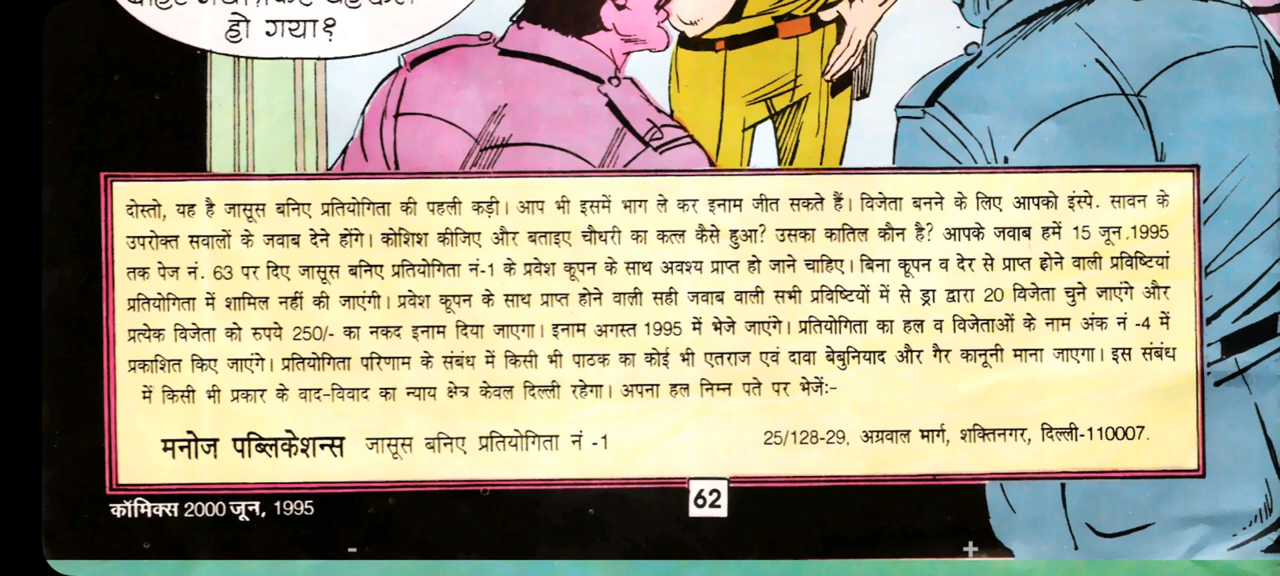 हो गया?
दोस्तो, यह है जासूस बनिए प्रतियोगिता की पहली कड़ी। आप भी इसमें भाग ले कर इनाम जीत सकते हैं। विजेता बनने के लिए आपको इंस्पे. सावन के
उपरोक्त सवालों के जवाब देने होंगे। कोशिश कीजिए और बताइए चौधरी का कत्ल कैसे हुआ? उसका कातिल कौन है? आपके जवाब हमें 15 जून,1995
तक पेज नं. 63 पर दिए जासूस बनिए प्रतियोगिता नं-1 के प्रवेश कूपन के साथ अवश्य प्राप्त हो जाने चाहिए। बिना कूपन व देर से प्राप्त होने वाली प्रविष्टियां
प्रतियोगिता में शामिल नहीं की जाएंगी। प्रवेश कूपन के साथ प्राप्त होने वाली सही जवाब वाली सभी प्रविष्टियों में से ड्रा द्वारा 20 विजेता चुने जाएंगे और
प्रत्येक विजेता को रुपये 250/- का नकद इनाम दिया जाएगा। इनाम अगस्त 1995 में भेजे जाएंगे। प्रतियोगिता का हल व विजेताओं के नाम अंक नं -4 में
प्रकाशित किए जाएंगे। प्रतियोगिता परिणाम के संबंध में किसी भी पाठक का कोई भी एतराज एवं दावा बेबुनियाद और गैर कानूनी माना जाएगा। इस संबंध
में किसी भी प्रकार के वाद-विवाद का न्याय क्षेत्र केवल दिल्ली रहेगा। अपना हल निम्न पते पर भेजें:-
मनोज पब्लिकेशन्स जासूस बनिए प्रतियोगिता नं -1 25/128-29, अग्रवाल मार्ग, शक्तिनगर, दिल्ली-110007.
कॉमिक्स 2000 जून, 1995 62